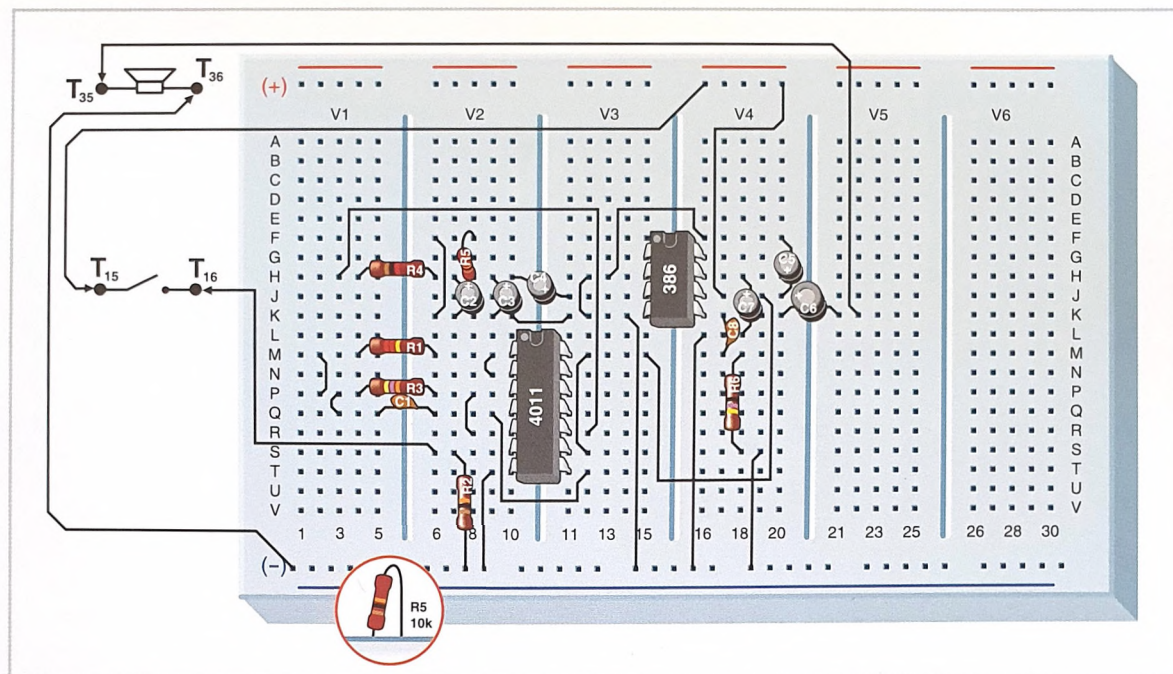 T35
T36
(+)
V1 V2 V3 V4 V5 V6
A A
B B
C C
D D
E E
F F
G G
H H
J J
K K
L L
M M
N N
P P
Q Q
R R
S S
T T
U U
V V
T15 T16
R4 R5 C2 C3 C4 386 C5 C7 C6
R1 C8
R3 C1 4011 R6
R2
1 3 5 6 8 10 11 13 15 16 18 20 21 23 25 26 28 30
(−)
R5
10k